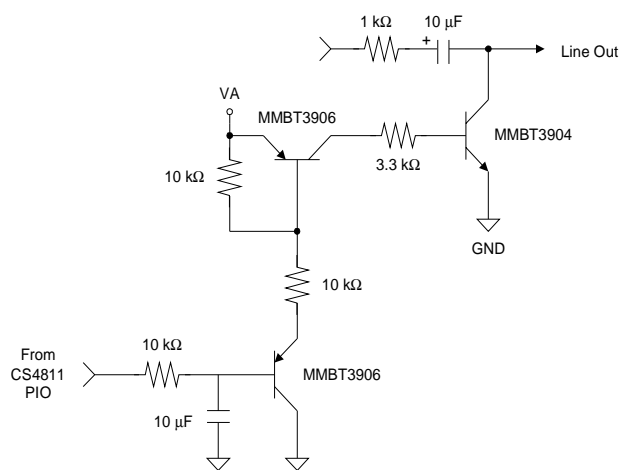 1 kΩ
10 μF
+
Line Out
VA
MMBT3906
MMBT3904
10 kΩ
3.3 kΩ
GND
10 kΩ
10 kΩ
From
CS4811
PIO
MMBT3906
10 μF